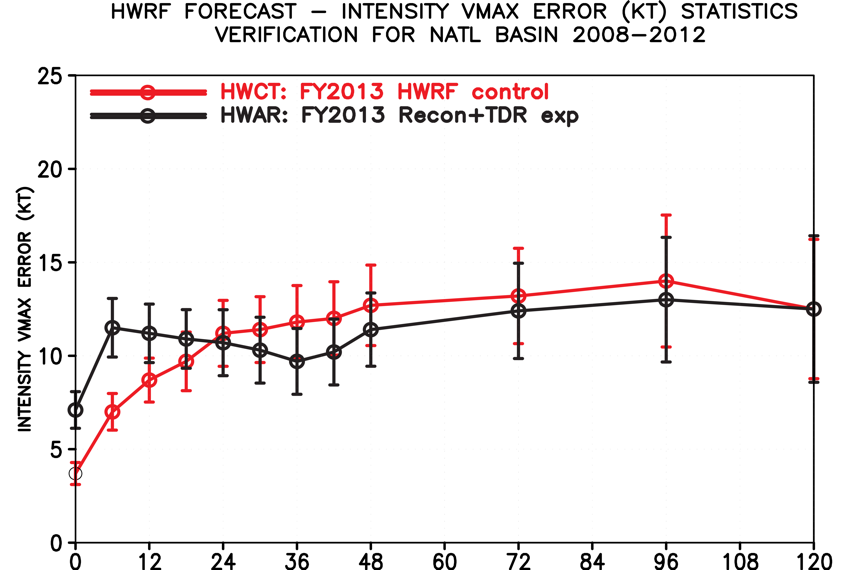 HWRF FORECAST — INTENSITY VMAX ERROR (KT) STATISTICS
VERIFICATION FOR NATL BASIN 2008—2012
HWCT: FY2013 HWRF control
HWAR: FY2013 Recon+TDR exp
INTENSITY VMAX ERROR (KT)
25
20
15
10
5
0
0 12 24 36 48 60 72 84 96 108 120